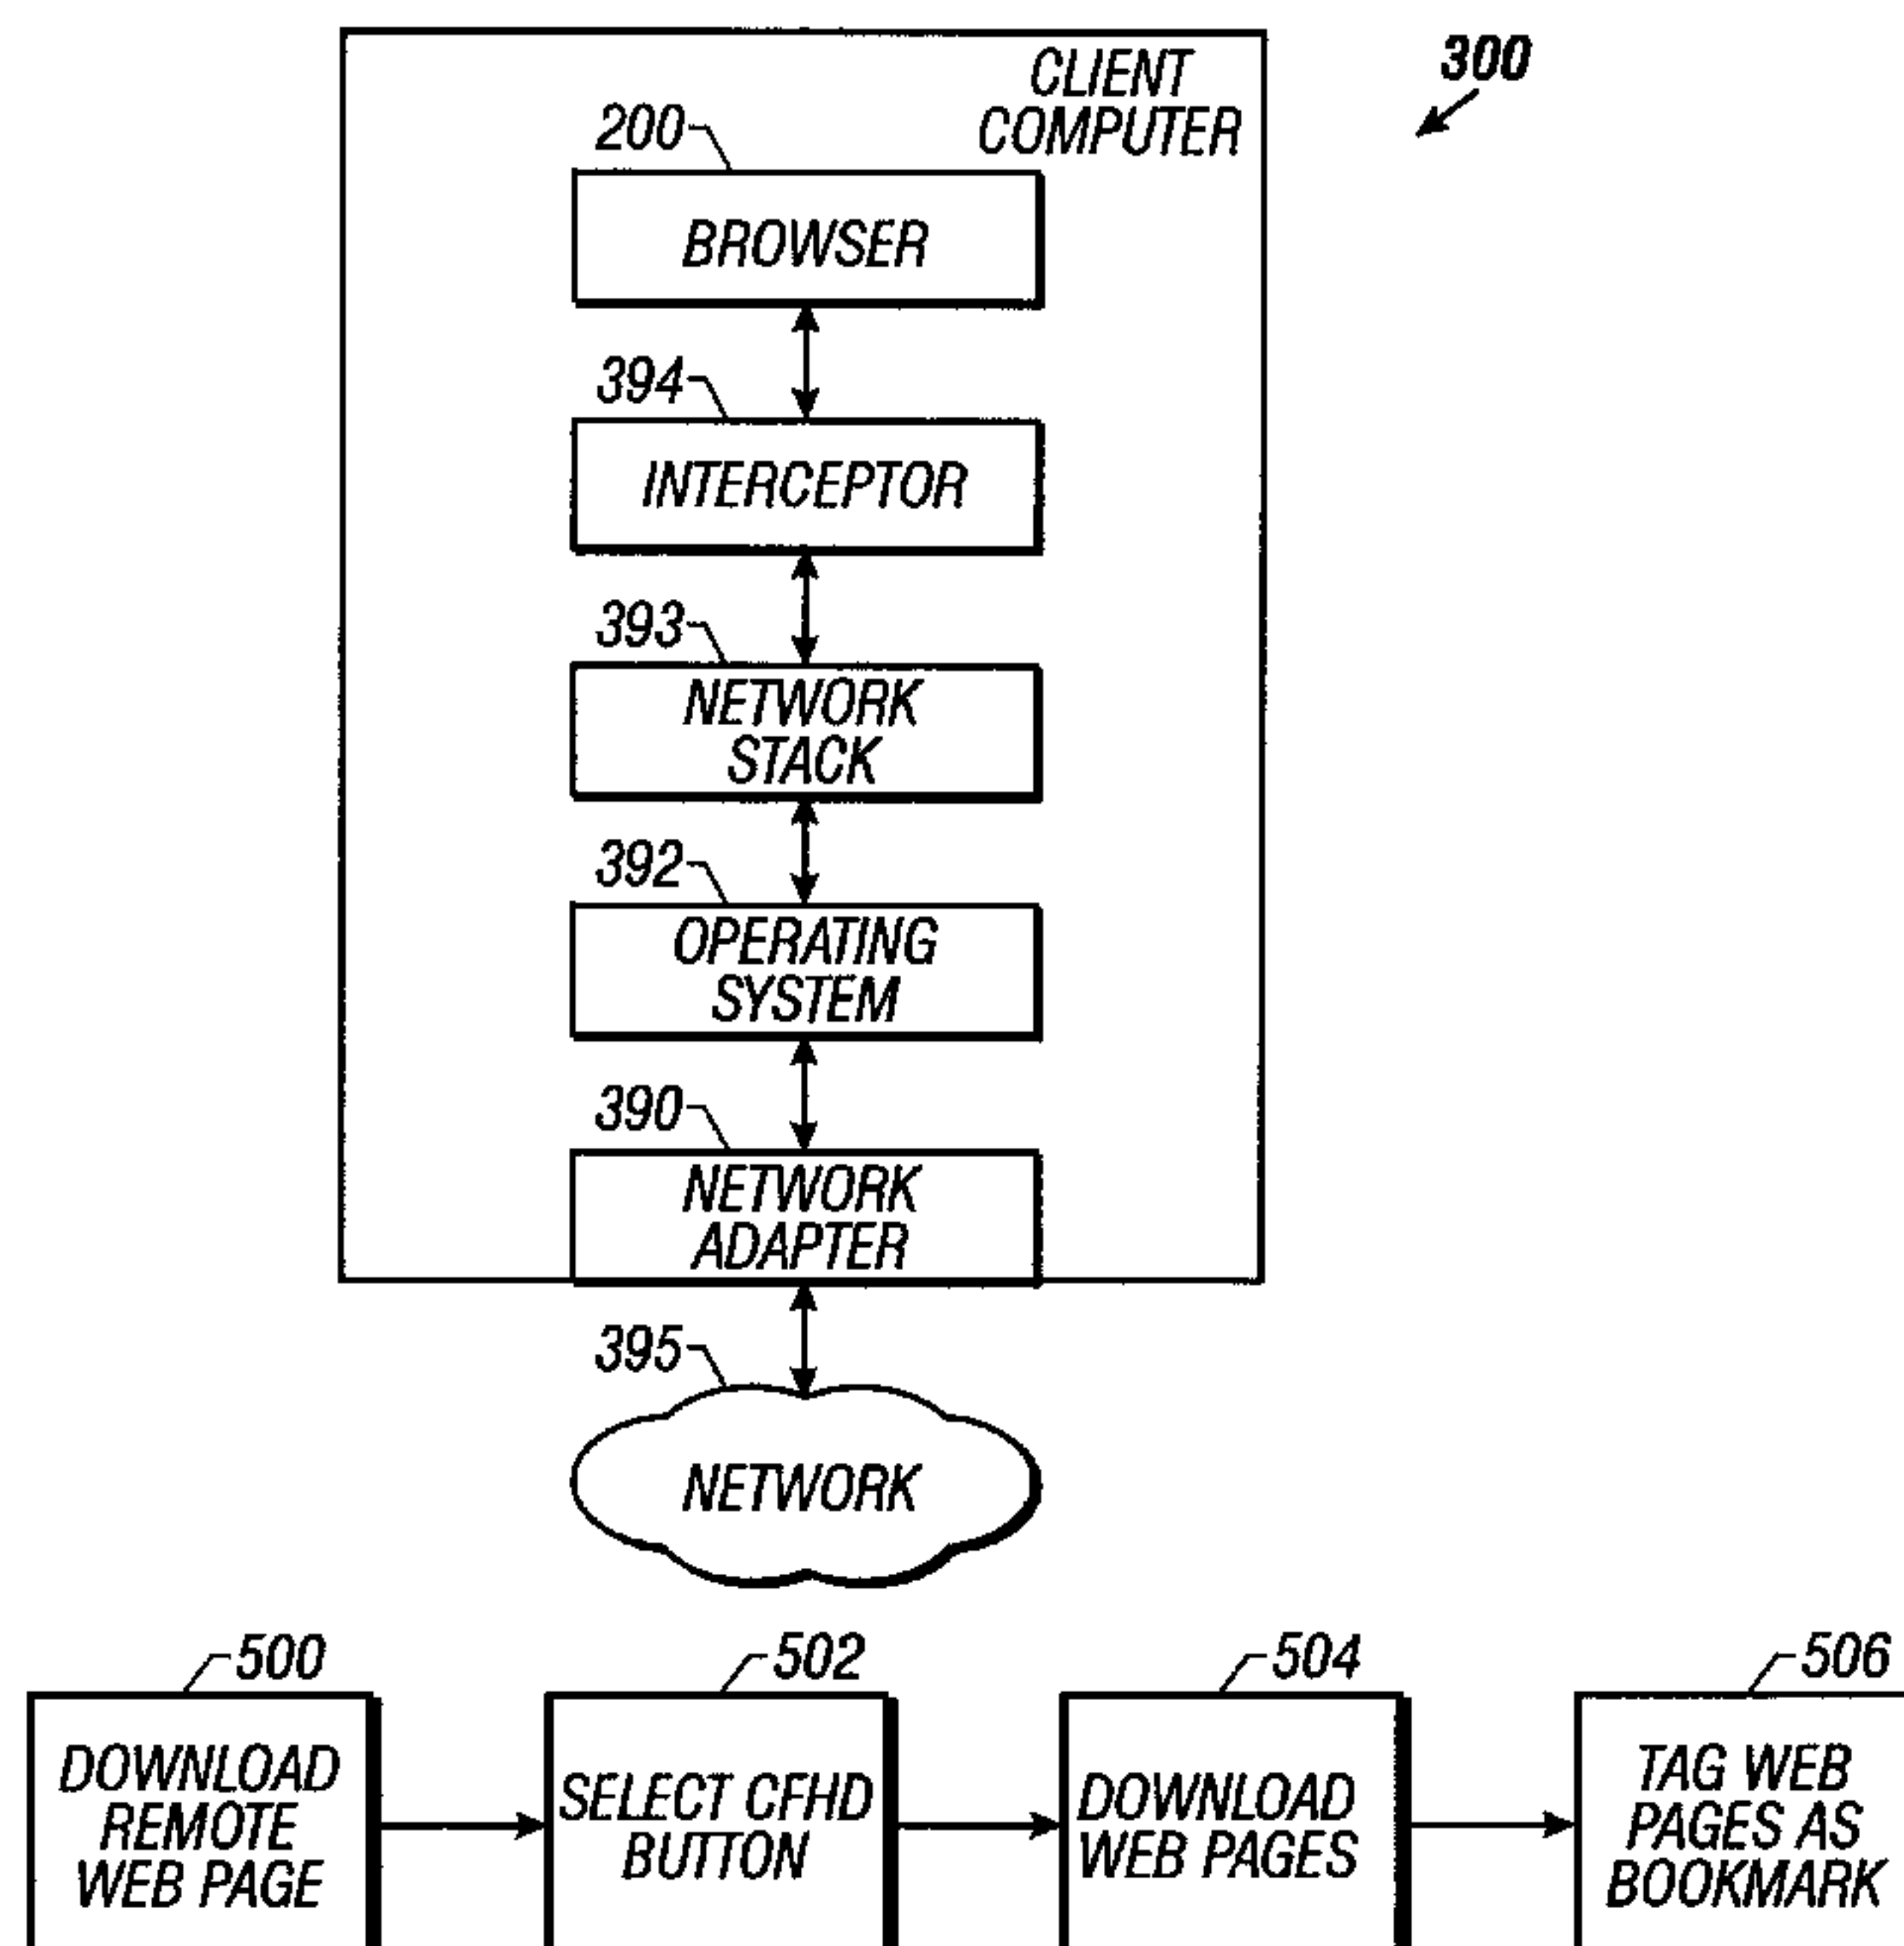 CLIENT
COMPUTER
300
200
BROWSER
394
INTERCEPTOR
393
NETWORK
STACK
392
OPERATING
SYSTEM
390
NETWORK
ADAPTER
395
NETWORK
500
DOWNLOAD
REMOTE
WEB PAGE
502
SELECT CFHD
BUTTON
504
DOWNLOAD
WEB PAGES
506
TAG WEB
PAGES AS
BOOKMARK